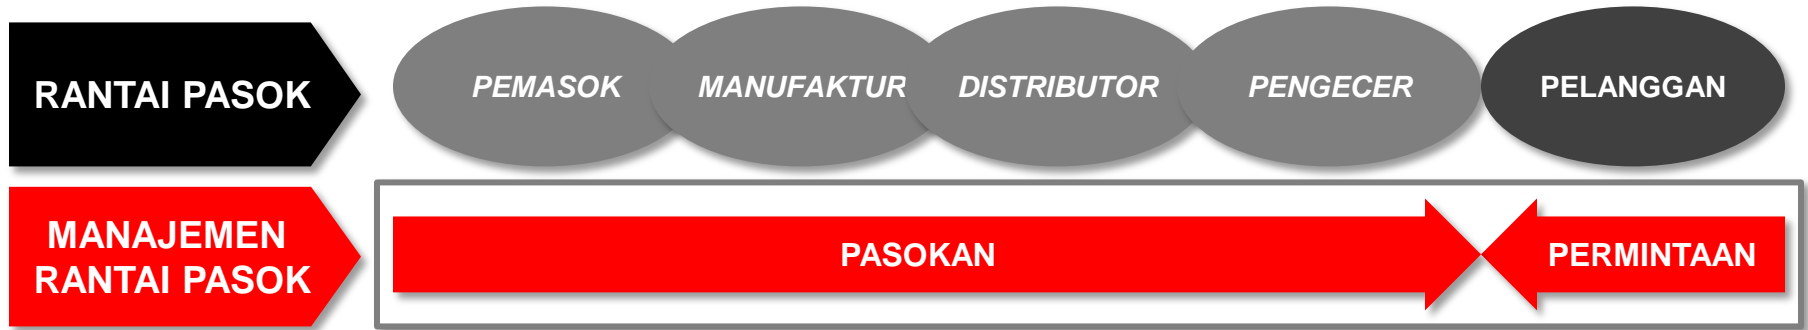 RANTAI PASOK
PEMASOK
MANUFAKTUR
DISTRIBUTOR
PENGECER
PELANGGAN
MANAJEMEN
RANTAI PASOK
PASOKAN
PERMINTAAN